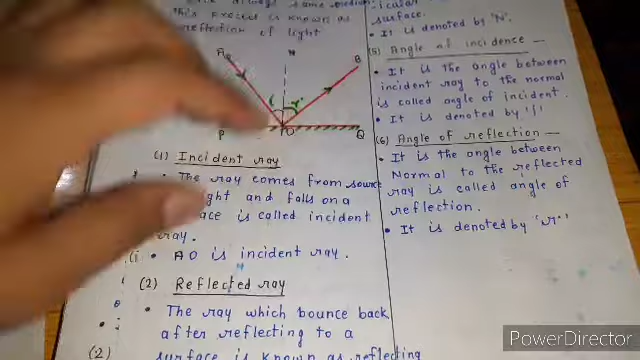 always same medium
This process is known as
reflection of light
A
N
B
i
r
P
O
Q
(1) Incident ray
• The ray comes from source
light and falls on a
is called incident
ray.
• AO is incident ray.
(2) Reflected ray
• The ray which bounce back
after reflecting to a
surface is known as reflecting
(2)
surface.
• It is denoted by 'N'.
(5) Angle of incidence —
• It is the angle between
incident ray to the normal
is called angle of incident.
• It is denoted by 'i'
(6) Angle of reflection —
• It is the angle between
Normal to the reflected
ray is called angle of
reflection.
• It is denoted by 'r'
PowerDirector